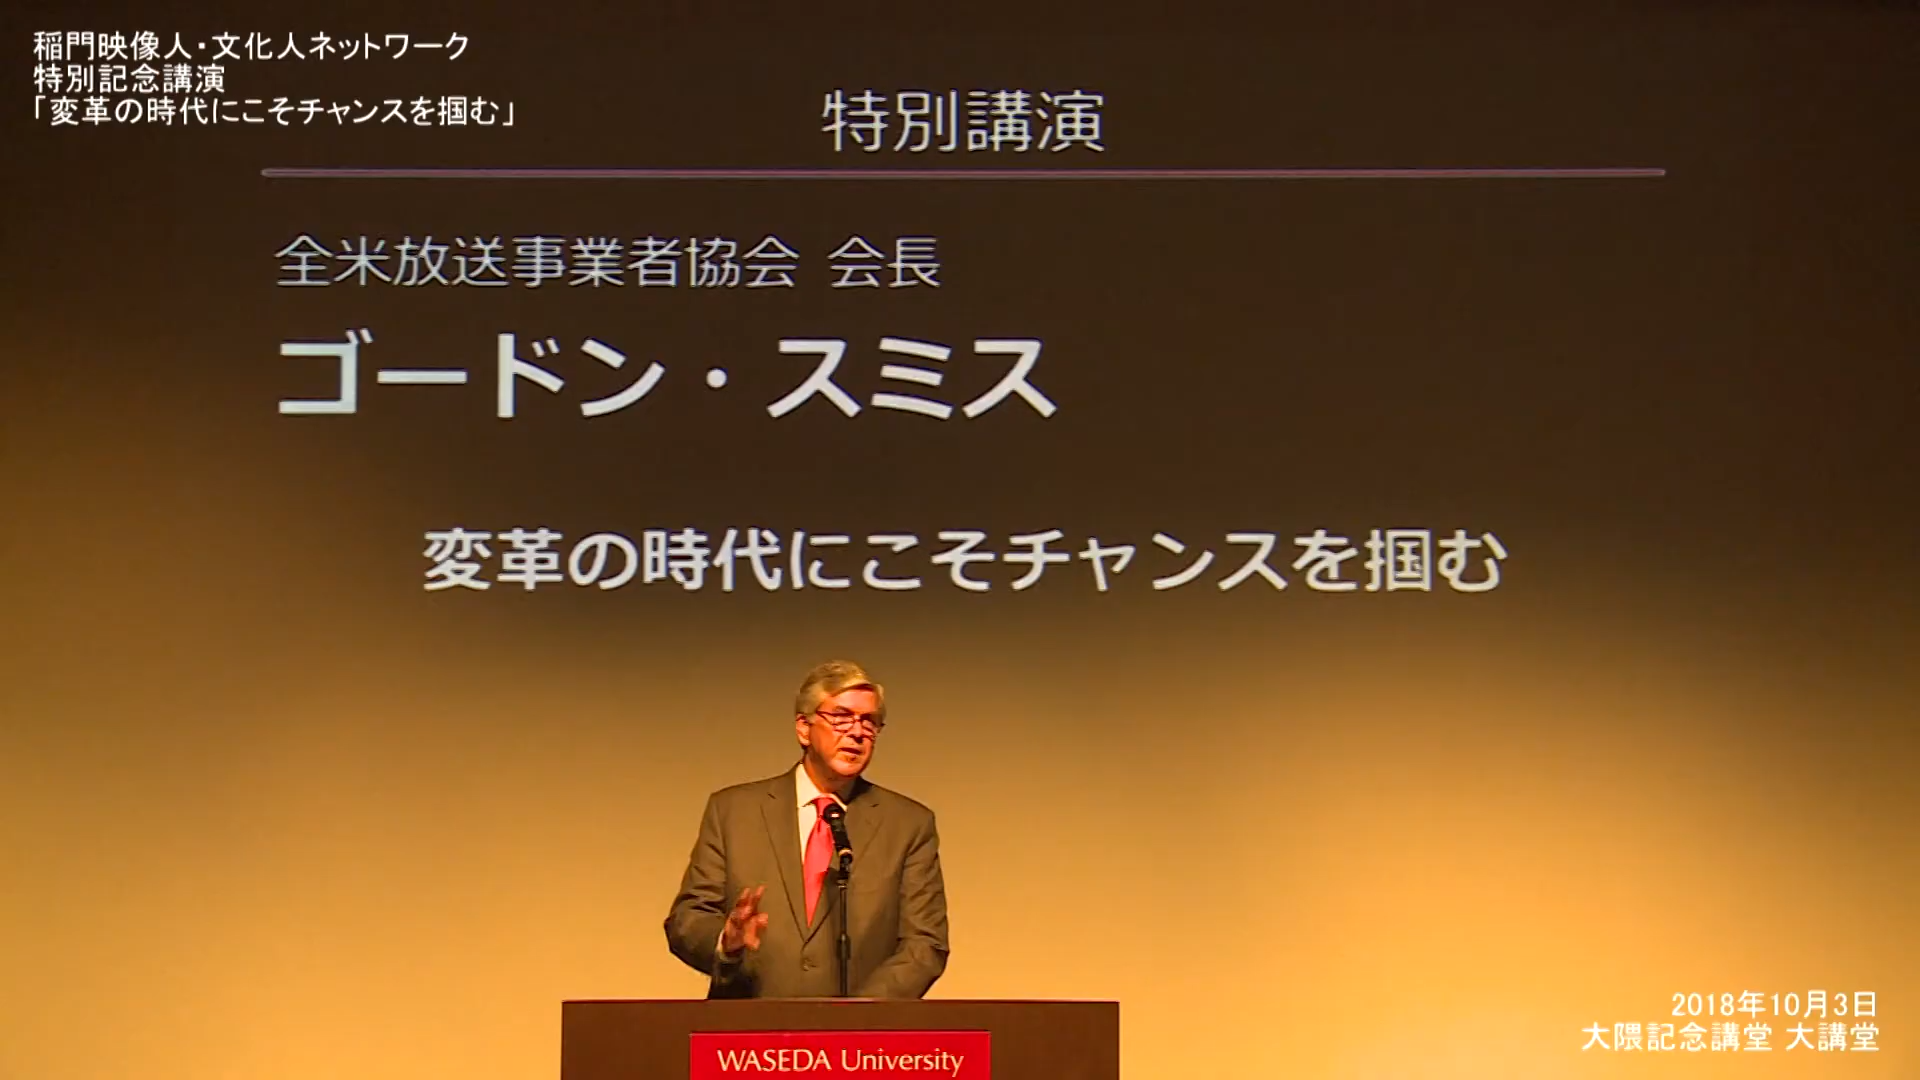 稲門映像人・文化人ネットワーク
特別記念講演
「変革の時代にこそチャンスを掴む」
特別講演
全米放送事業者協会 会長
ゴードン・スミス
変革の時代にこそチャンスを掴む
WASEDA University
2018年10月3日
大隈記念講堂 大講堂